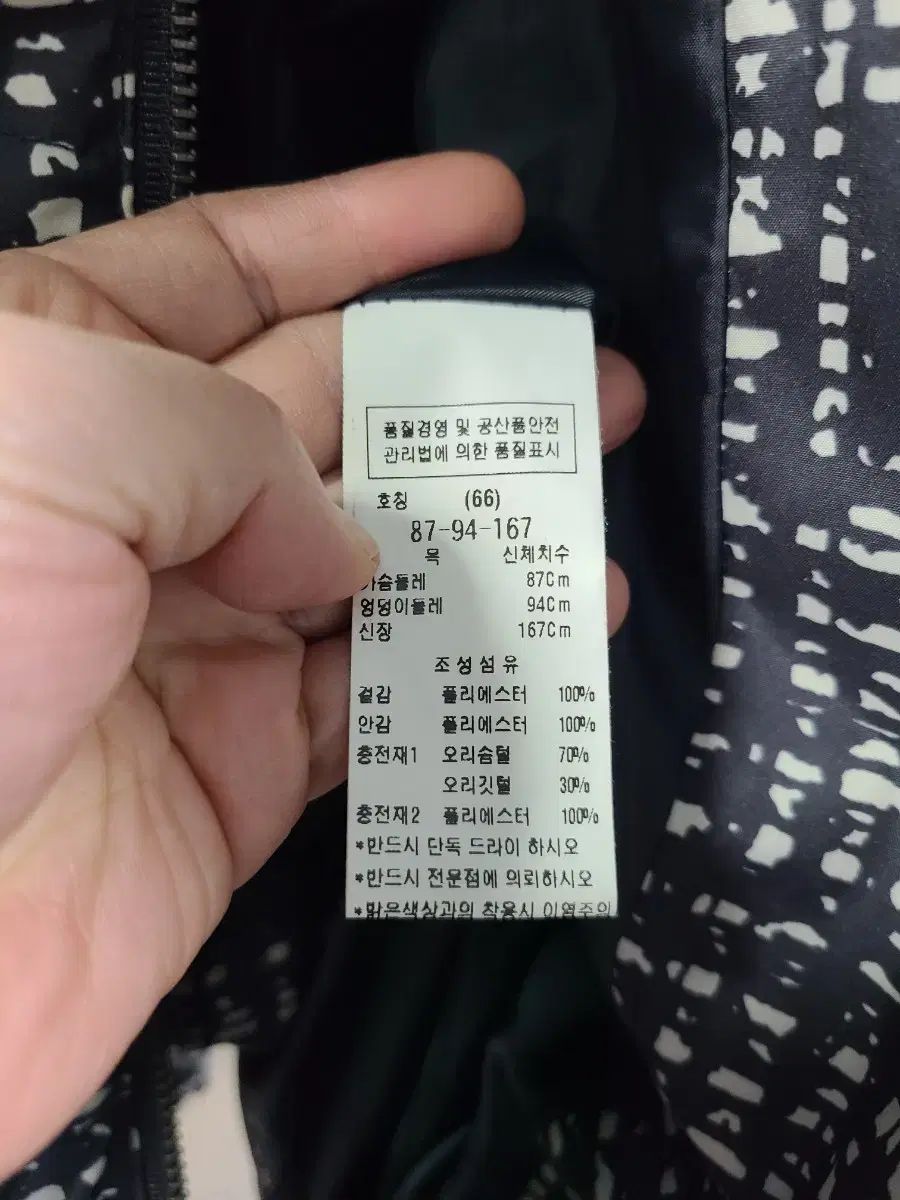 품질경영 및 공산품안전
관리법에 의한 품질표시
호칭 (66)
87-94-167
목 신체치수
가슴둘레 87Cm
엉덩이둘레 94Cm
신장 167Cm
조성섬유
겉감 폴리에스터 100%
안감 폴리에스터 100%
충전재1 오리솜털 70%
오리깃털 30%
충전재2 폴리에스터 100%
*반드시 단독 드라이 하시오
*반드시 전문점에 의뢰하시오
*밝은색상과의 착용시 이염주의